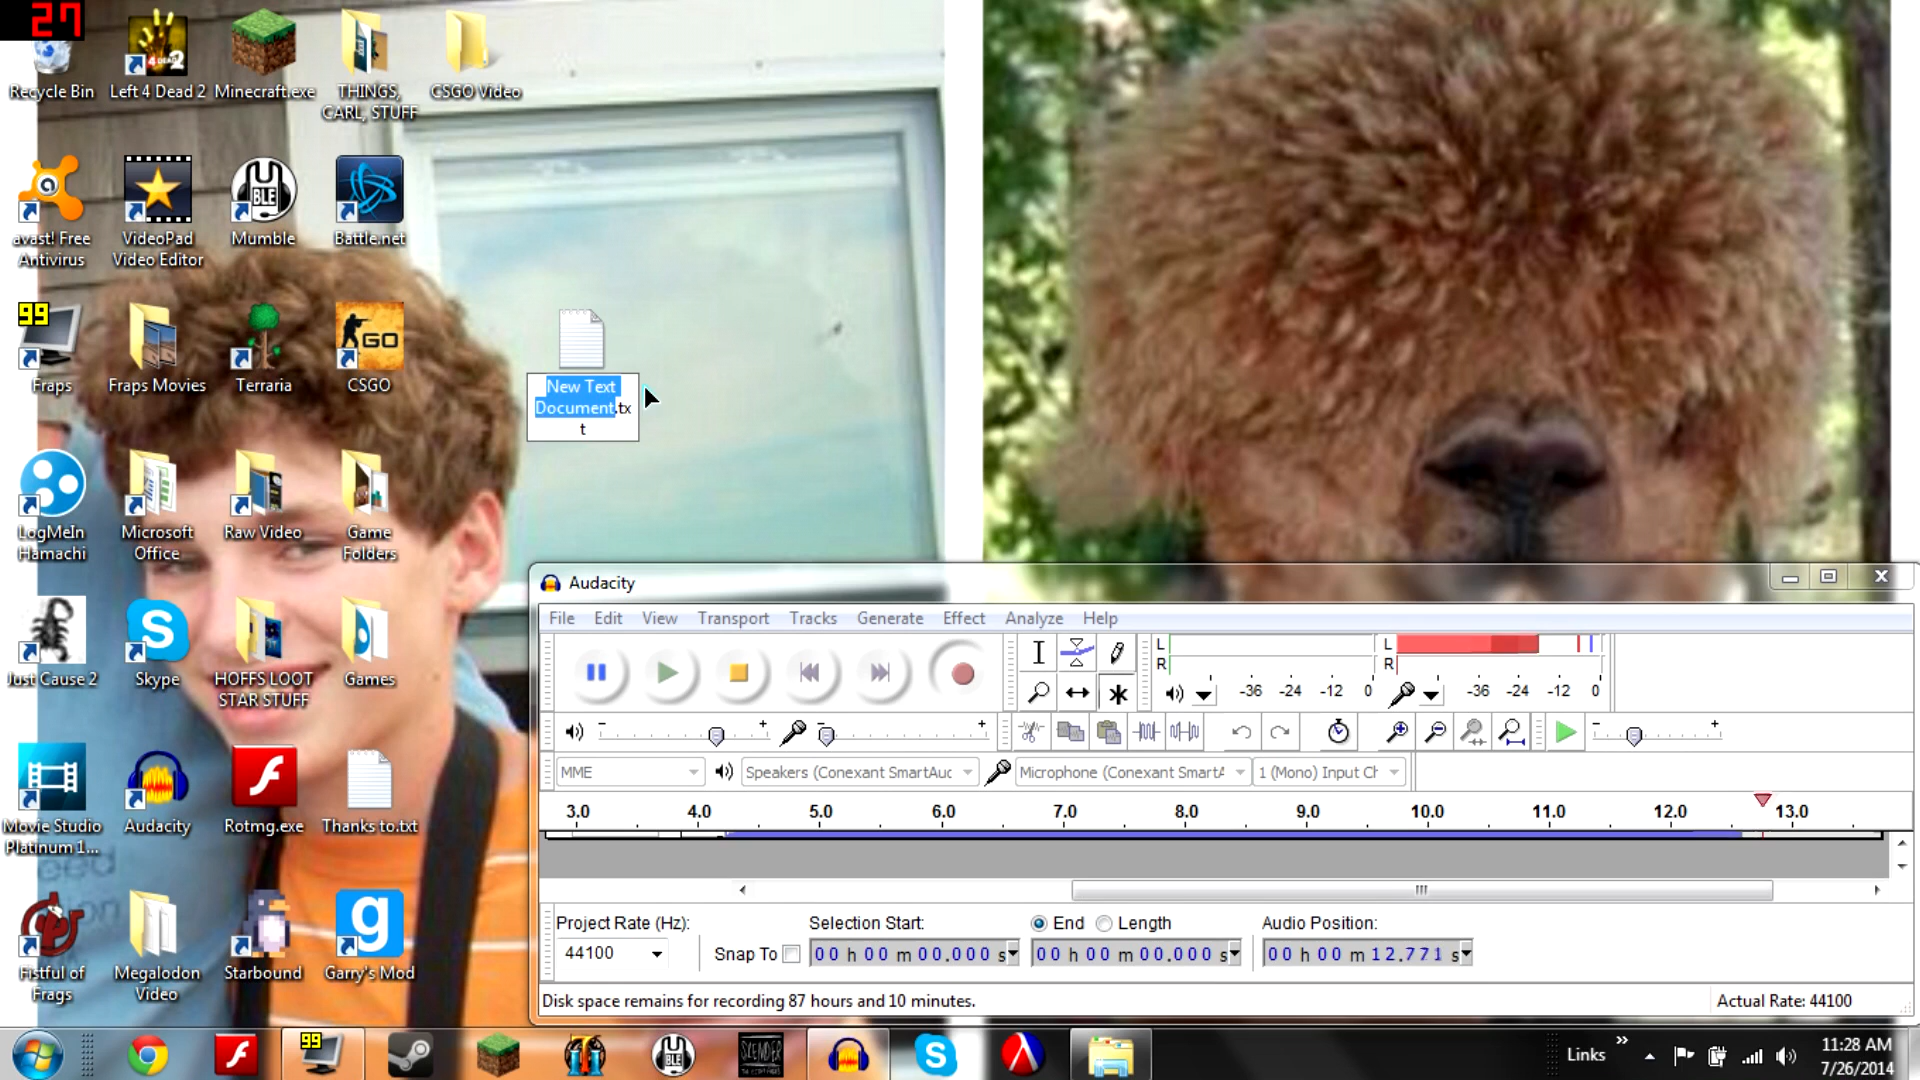 27
Recycle Bin
Left 4 Dead 2
Minecraft.exe
THINGS,
CARL, STUFF
CSGO Video
avast! Free
Antivirus
VideoPad
Video Editor
Mumble
Battle.net
99
Fraps
Fraps Movies
Terraria
GO
CSGO
New Text
Document.tx
t
LogMeIn
Hamachi
Microsoft
Office
Raw Video
Game
Folders
Just Cause 2
Skype
HOFFS LOOT
STAR STUFF
Games
Movie Studio
Platinum 1...
Audacity
Rotmg.exe
Thanks to.txt
Fistful of
Frags
Megalodon
Video
Starbound
Garry's Mod
Audacity
File Edit View Transport Tracks Generate Effect Analyze Help
L
R
-36 -24 -12 0
L
R
-36 -24 -12 0
MME
Speakers (Conexant SmartAuc
Microphone (Conexant SmartA
1 (Mono) Input Ch
3.0 4.0 5.0 6.0 7.0 8.0 9.0 10.0 11.0 12.0 13.0
Project Rate (Hz):
Selection Start:
End
Length
Audio Position:
44100
Snap To
00 h 00 m 00.000 s
00 h 00 m 00.000 s
00 h 00 m 12.771 s
Disk space remains for recording 87 hours and 10 minutes.
Actual Rate: 44100
99
BLE
SLENDER
Links
11:28 AM
7/26/2014